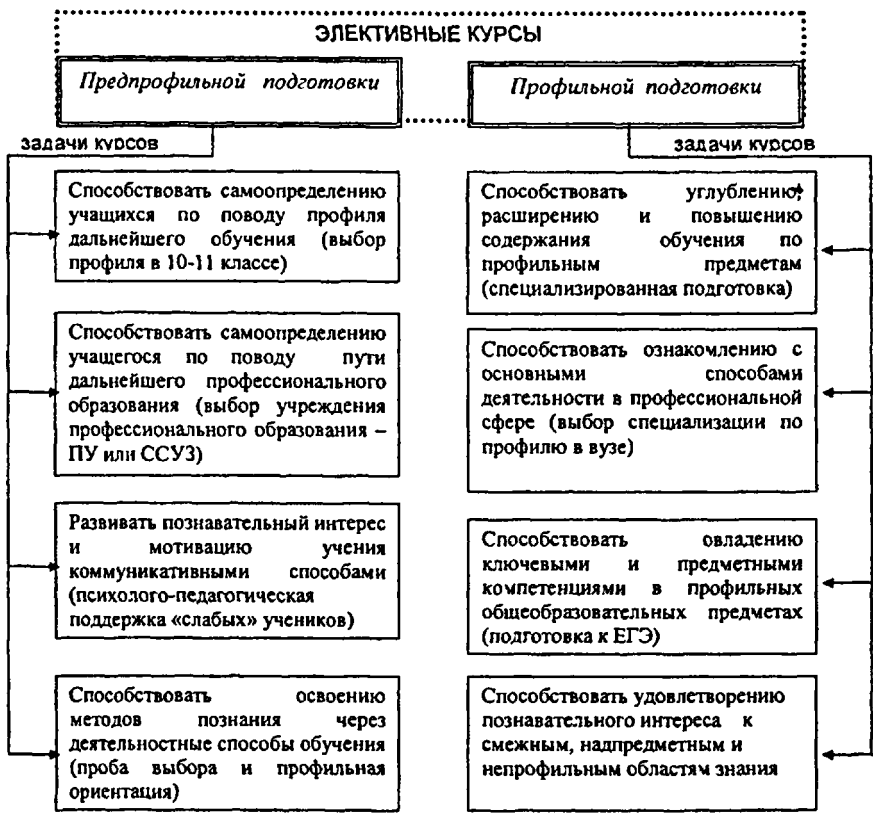 ЭЛЕКТИВНЫЕ КУРСЫ
Предпрофильной подготовки
Профильной подготовки
задачи курсов
задачи курсов
Способствовать самоопределению
учащихся по поводу профиля
дальнейшего обучения (выбор
профиля в 10-11 классе)
Способствовать самоопределению
учащегося по поводу пути
дальнейшего профессионального
образования (выбор учреждения
профессионального образования –
ПУ или ССУЗ)
Развивать познавательный интерес
и мотивацию учения
коммуникативными способами
(психолого-педагогическая
поддержка «слабых» учеников)
Способствовать освоению
методов познания через
деятельностные способы обучения
(проба выбора и профильная
ориентация)
Способствовать углублению,
расширению и повышению
содержания обучения по
профильным предметам
(специализированная подготовка)
Способствовать ознакомлению с
основными способами
деятельности в профессиональной
сфере (выбор специализации по
профилю в вузе)
Способствовать овладению
ключевыми и предметными
компетенциями в профильных
общеобразовательных предметах
(подготовка к ЕГЭ)
Способствовать удовлетворению
познавательного интереса к
смежным, надпредметным и
непрофильным областям знания